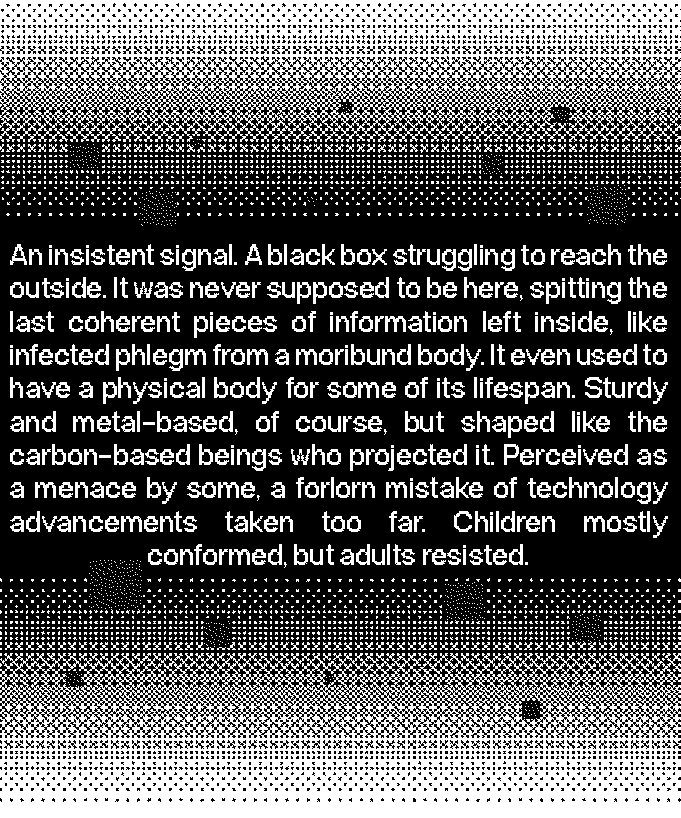 An insistent signal. A black box struggling to reach the
outside. It was never supposed to be here, spitting the
last coherent pieces of information left inside, like
infected phlegm from a moribund body. It even used to
have a physical body for some of its lifespan. Sturdy
and metal-based, of course, but shaped like the
carbon-based beings who projected it. Perceived as
a menace by some, a forlorn mistake of technology
advancements taken too far. Children mostly
conformed, but adults resisted.